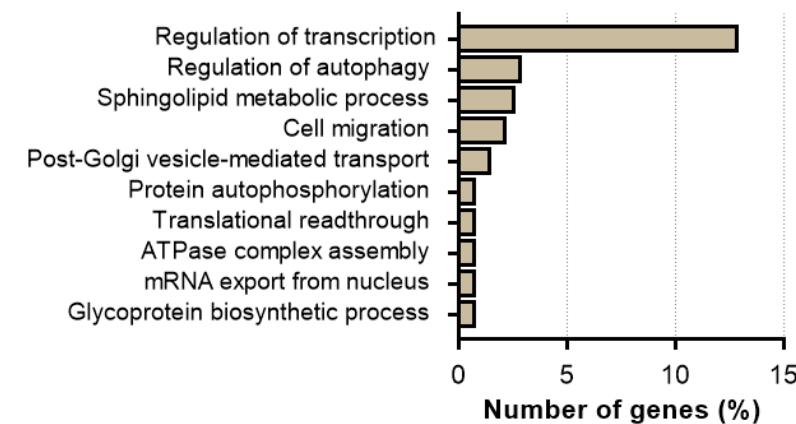 Regulation of transcription
Regulation of autophagy
Sphingolipid metabolic process
Cell migration
Post-Golgi vesicle-mediated transport
Protein autophosphorylation
Translational readthrough
ATPase complex assembly
mRNA export from nucleus
Glycoprotein biosynthetic process
0 5 10 15
Number of genes (%)